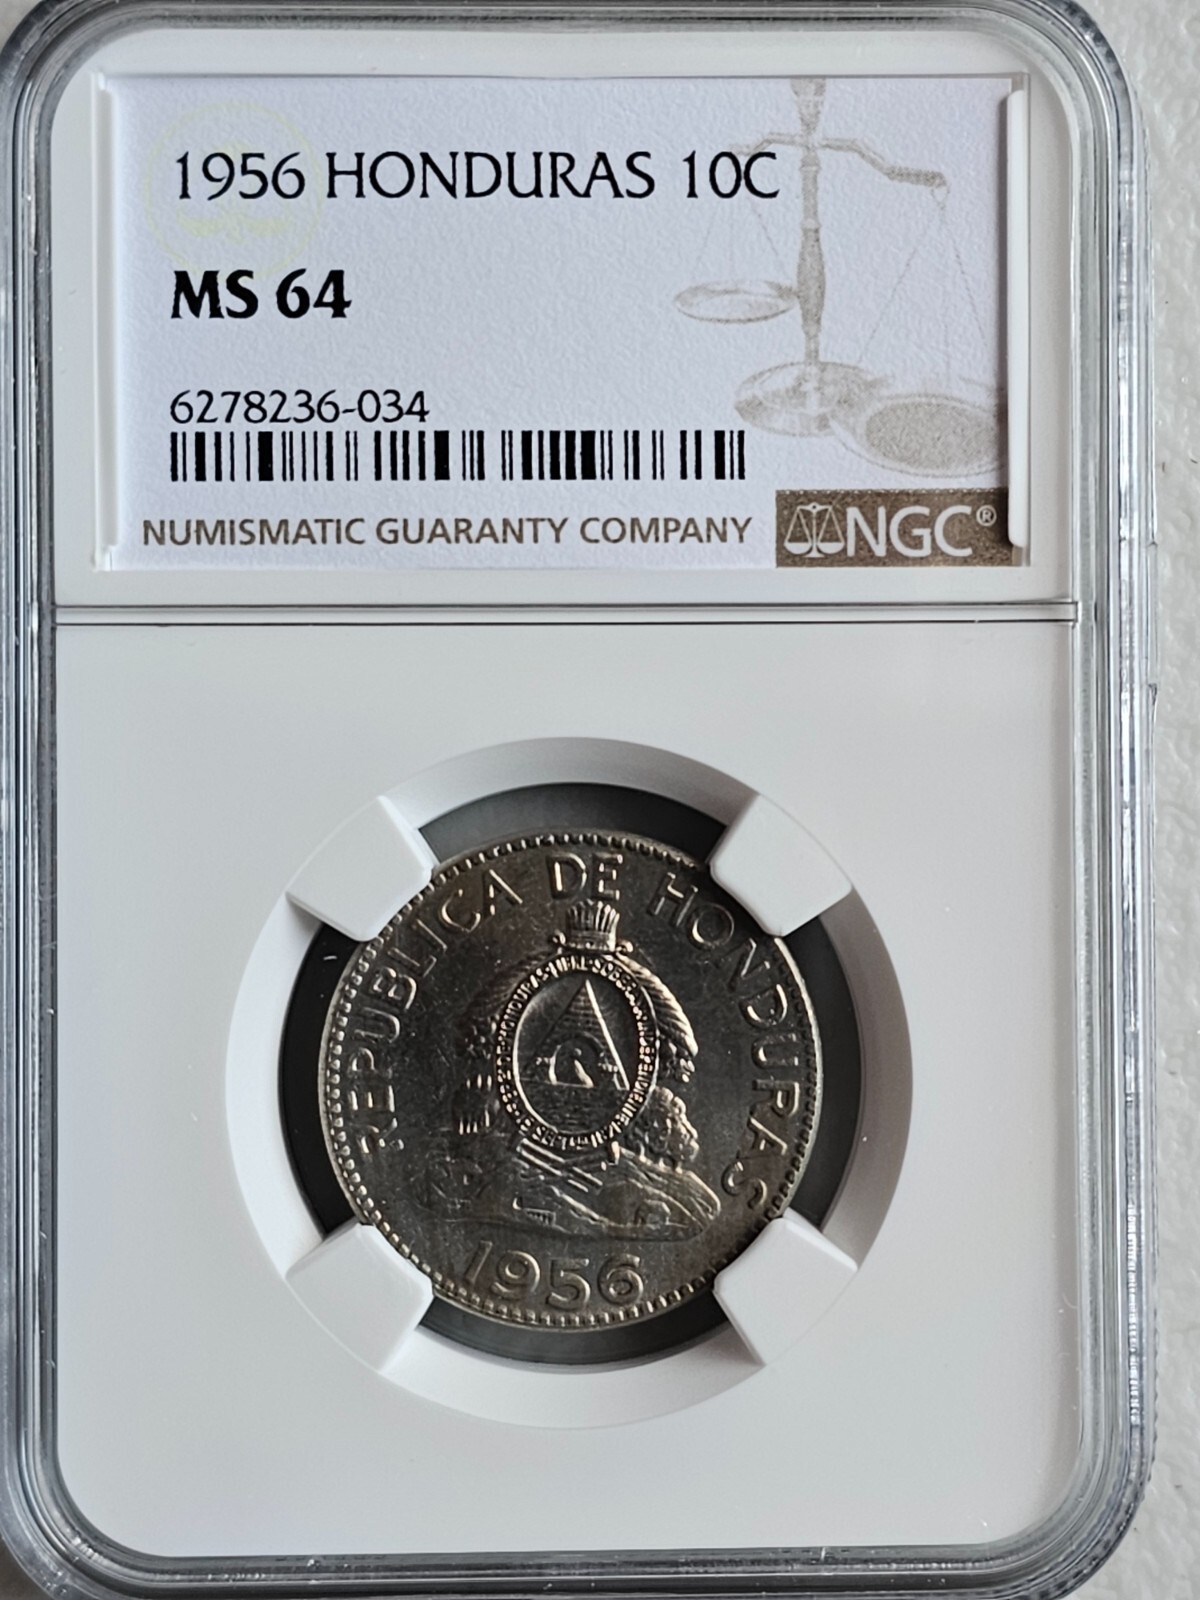 1956 HONDURAS 10C
MS 64
6278236-034
NUMISMATIC GUARANTY COMPANY
NGC®
REPUBLICA DE HONDURAS
1956